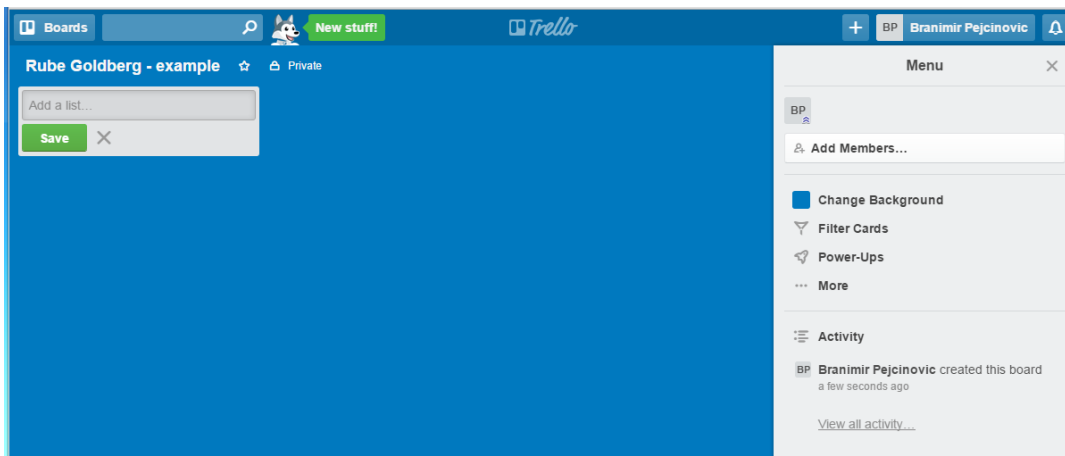 Boards
New stuff!
Trello
+
BP Branimir Pejcinovic
Rube Goldberg - example
Private
Add a list...
Save
Menu
BP
Add Members...
Change Background
Filter Cards
Power-Ups
More
Activity
BP Branimir Pejcinovic created this board
a few seconds ago
View all activity...